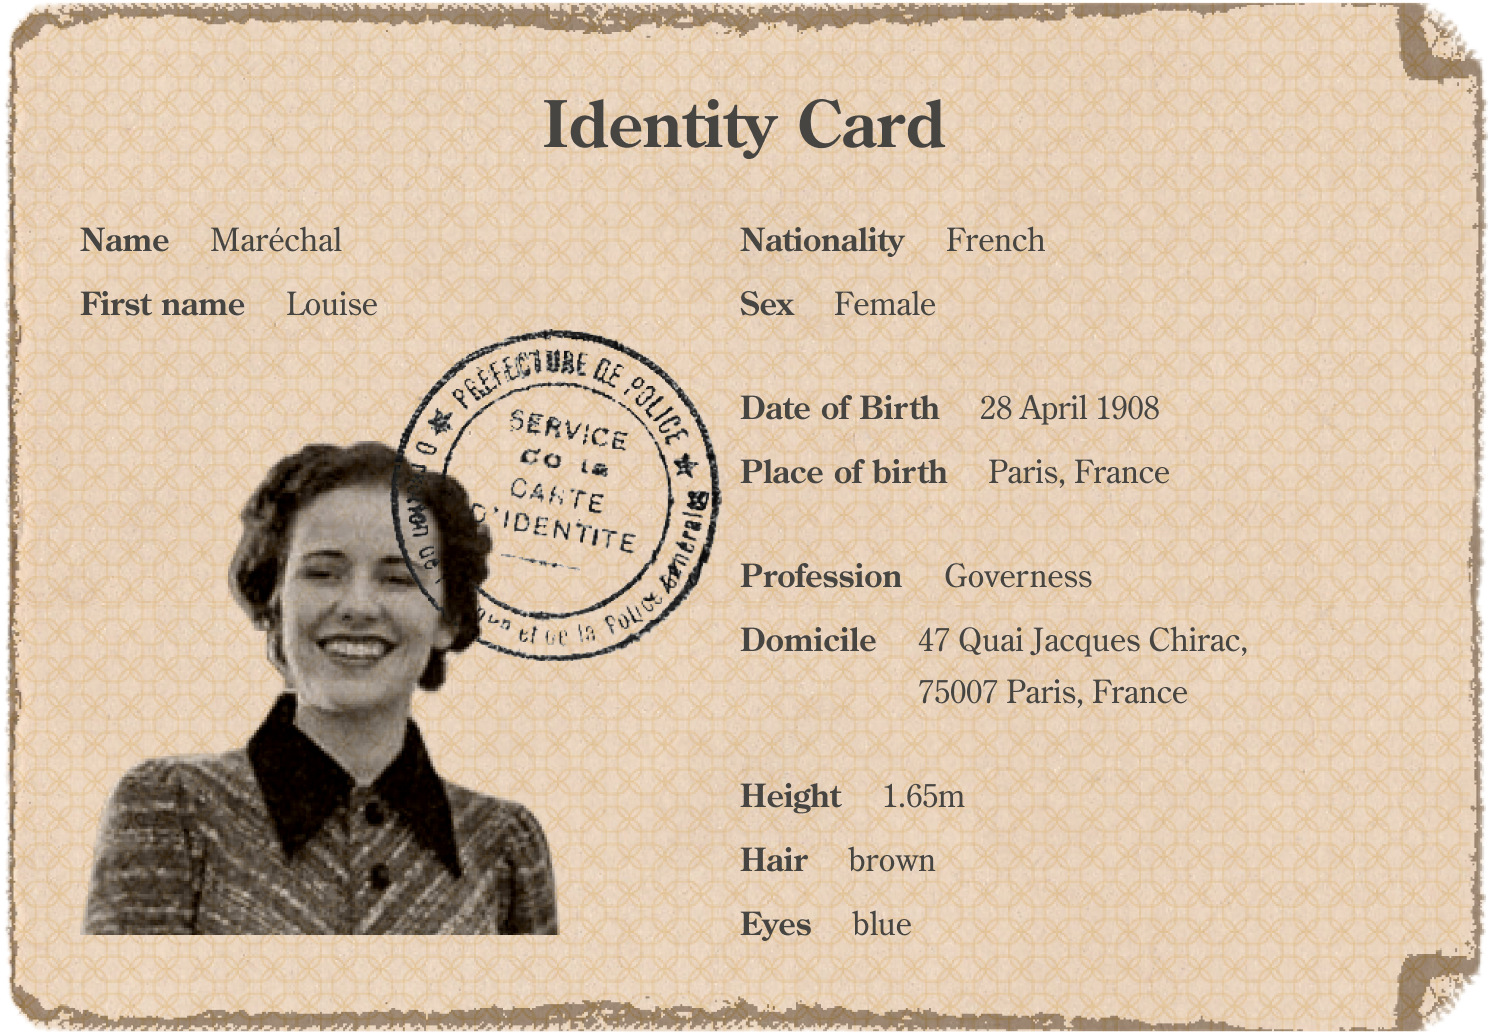 Identity Card
Name Maréchal
First name Louise
Nationality French
Sex Female
Date of Birth 28 April 1908
Place of birth Paris, France
Profession Governess
Domicile 47 Quai Jacques Chirac,
75007 Paris, France
Height 1.65m
Hair brown
Eyes blue
PREFECTURE DE POLICE
SERVICE
de la
CARTE
D'IDENTITE
et de la Police Générale